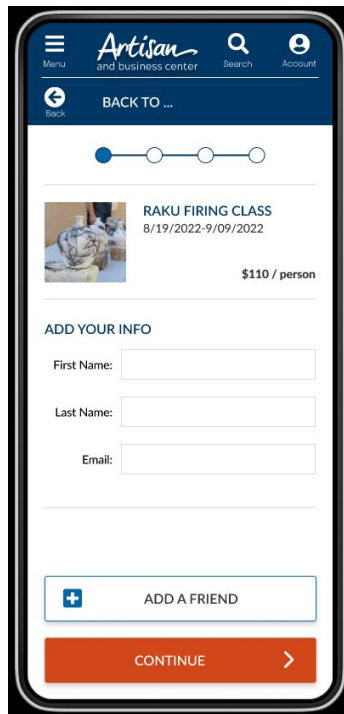 Menu
Artisan
and business center
Search
Account
Back
BACK TO ...
RAKU FIRING CLASS
8/19/2022-9/09/2022
$110 / person
ADD YOUR INFO
First Name:
Last Name:
Email:
ADD A FRIEND
CONTINUE